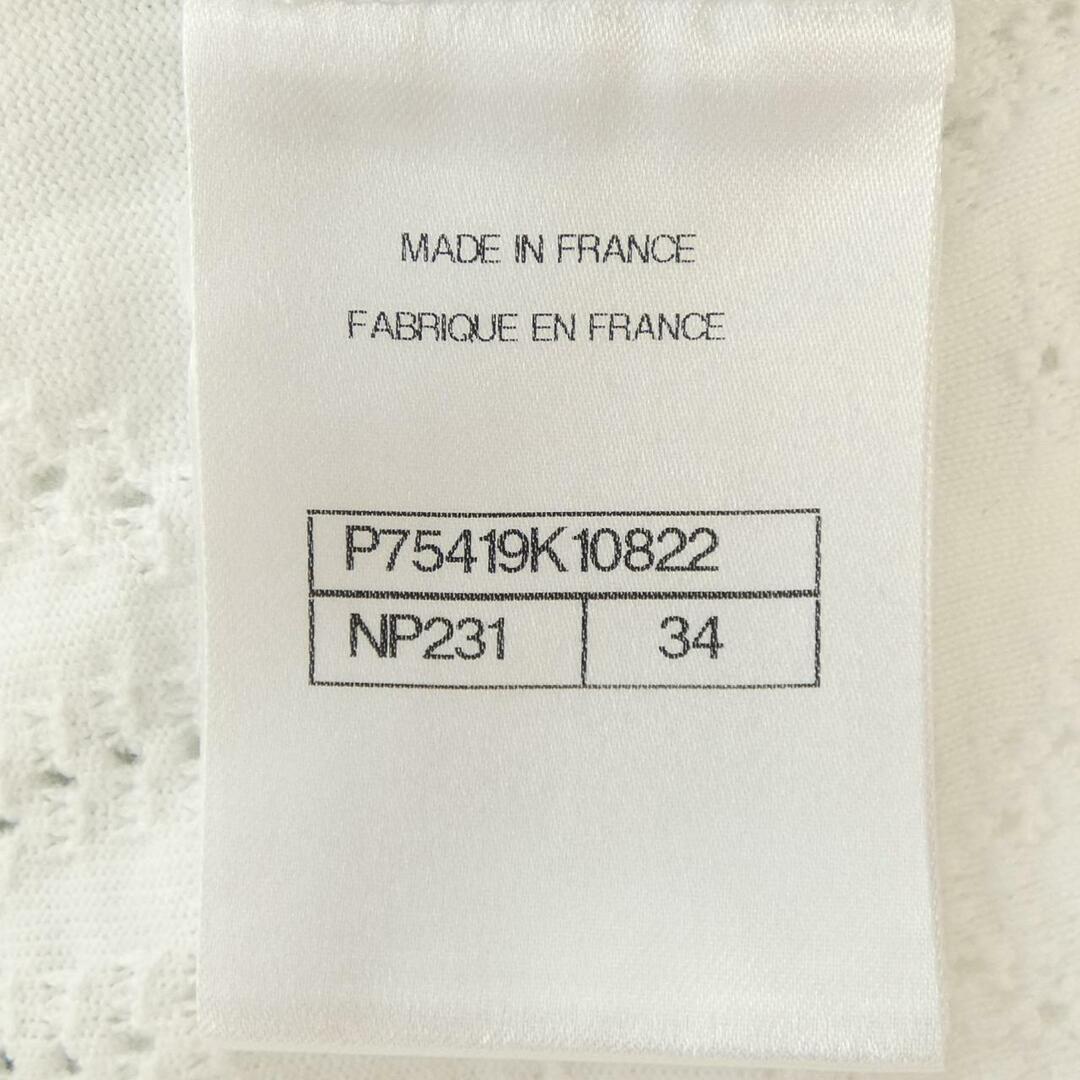 MADE IN FRANCE
FABRIQUE EN FRANCE
P75419K10822
NP231 34